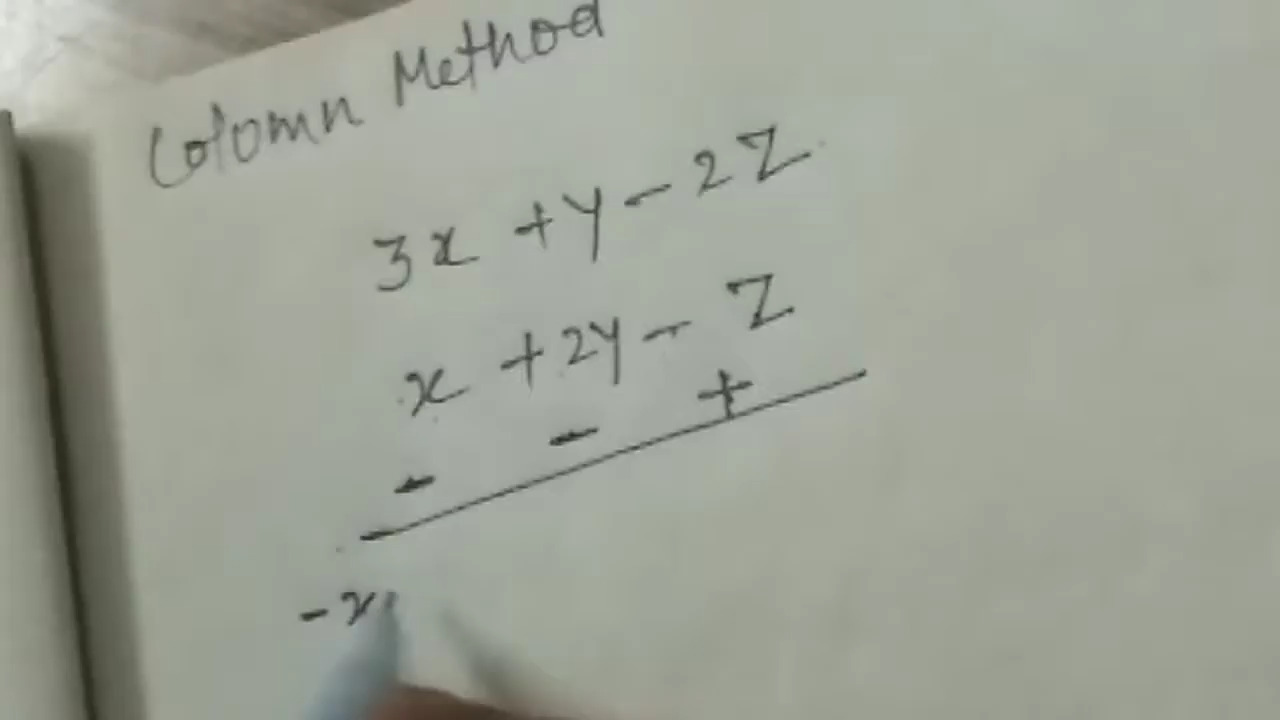 Colomn Method
3x + y - 2Z
x + 2y - Z
- - +
-x